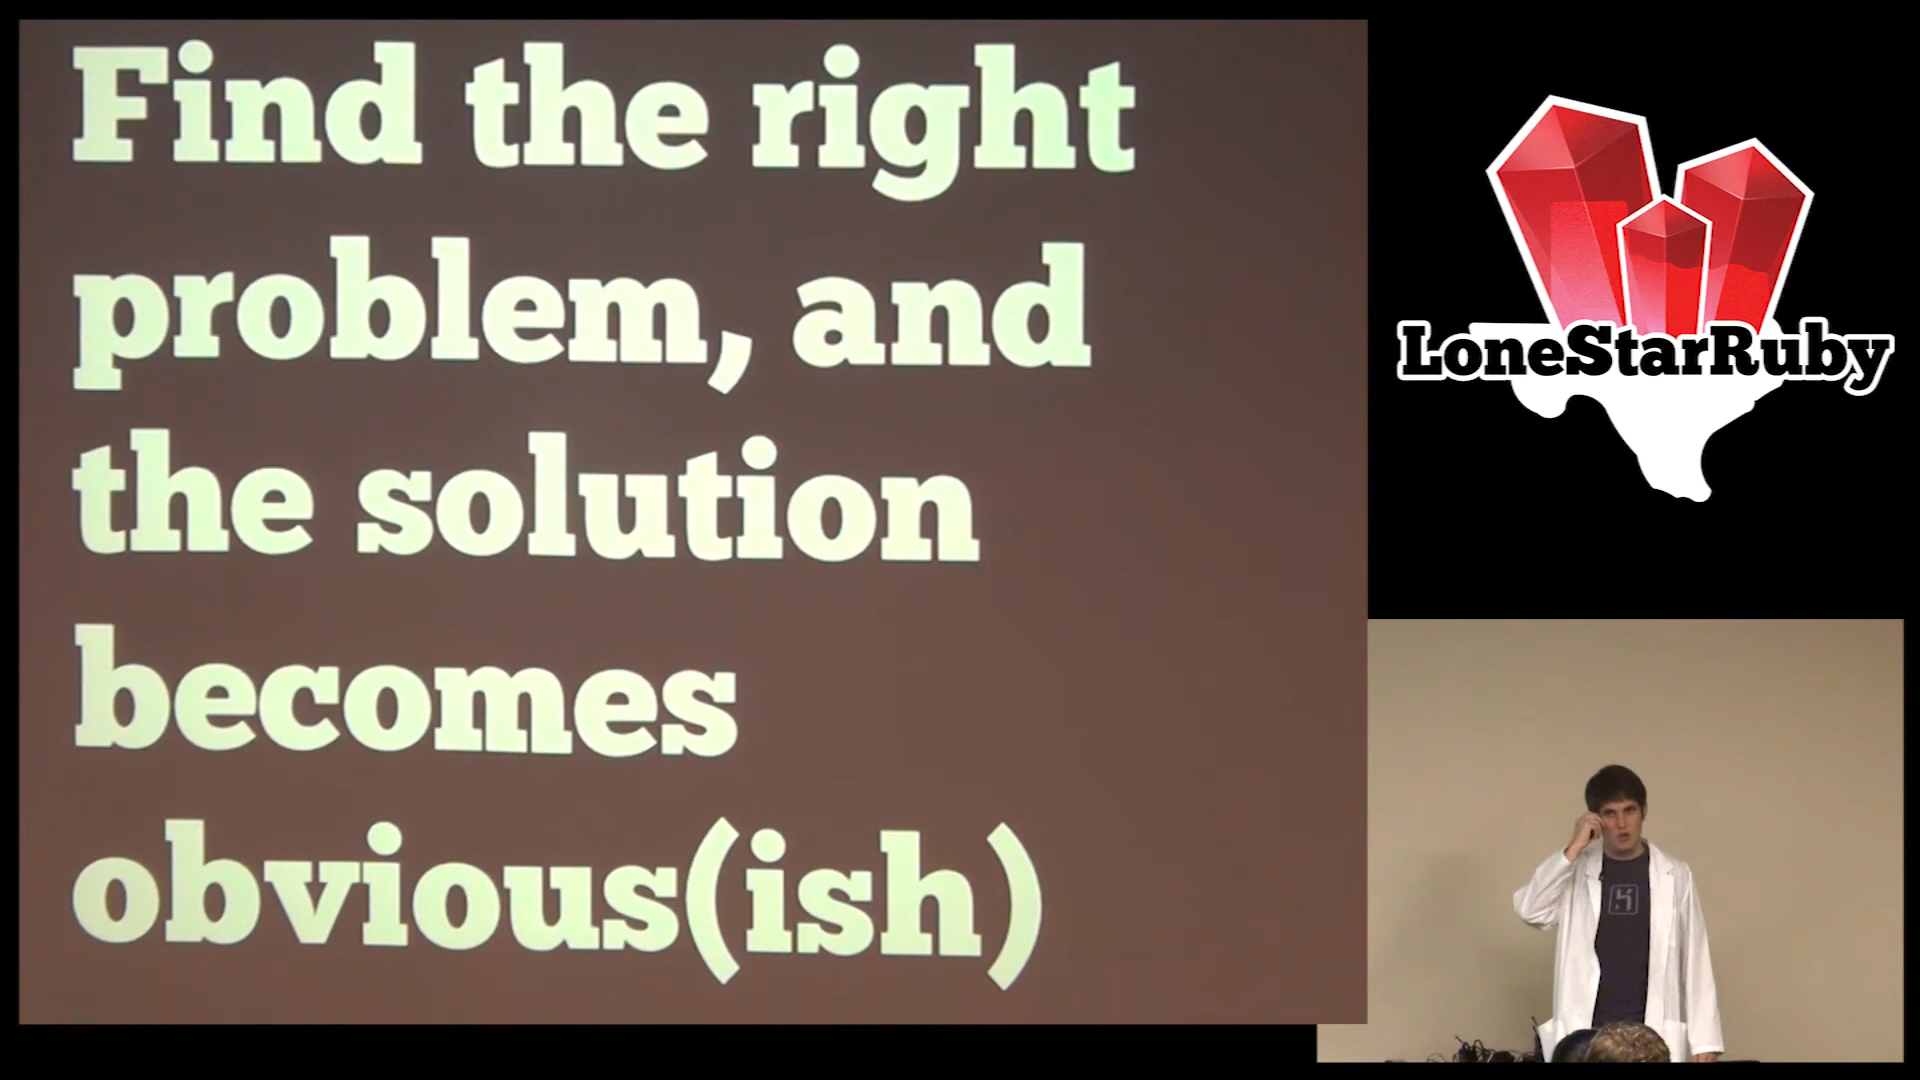 Find the right
problem, and
the solution
becomes
obvious(ish)
LoneStarRuby